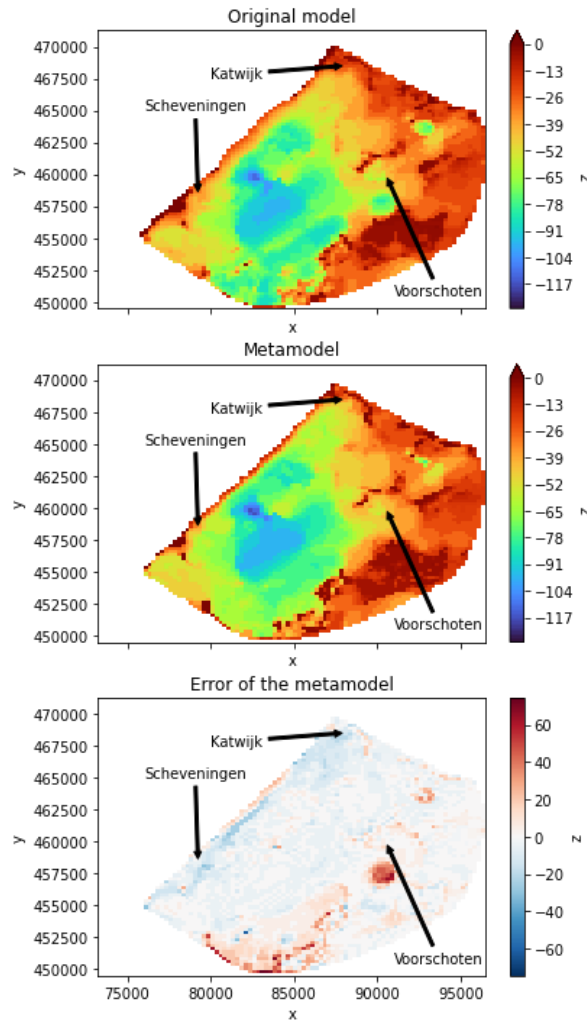 Original model
470000
467500
465000
462500
460000
457500
455000
452500
450000
y
x
Katwijk
Scheveningen
Voorschoten
0
−13
−26
−39
−52
−65
−78
−91
−104
−117
z
Metamodel
470000
467500
465000
462500
460000
457500
455000
452500
450000
y
x
Katwijk
Scheveningen
Voorschoten
0
−13
−26
−39
−52
−65
−78
−91
−104
−117
z
Error of the metamodel
470000
467500
465000
462500
460000
457500
455000
452500
450000
y
75000 80000 85000 90000 95000
x
Katwijk
Scheveningen
Voorschoten
60
40
20
0
−20
−40
−60
z